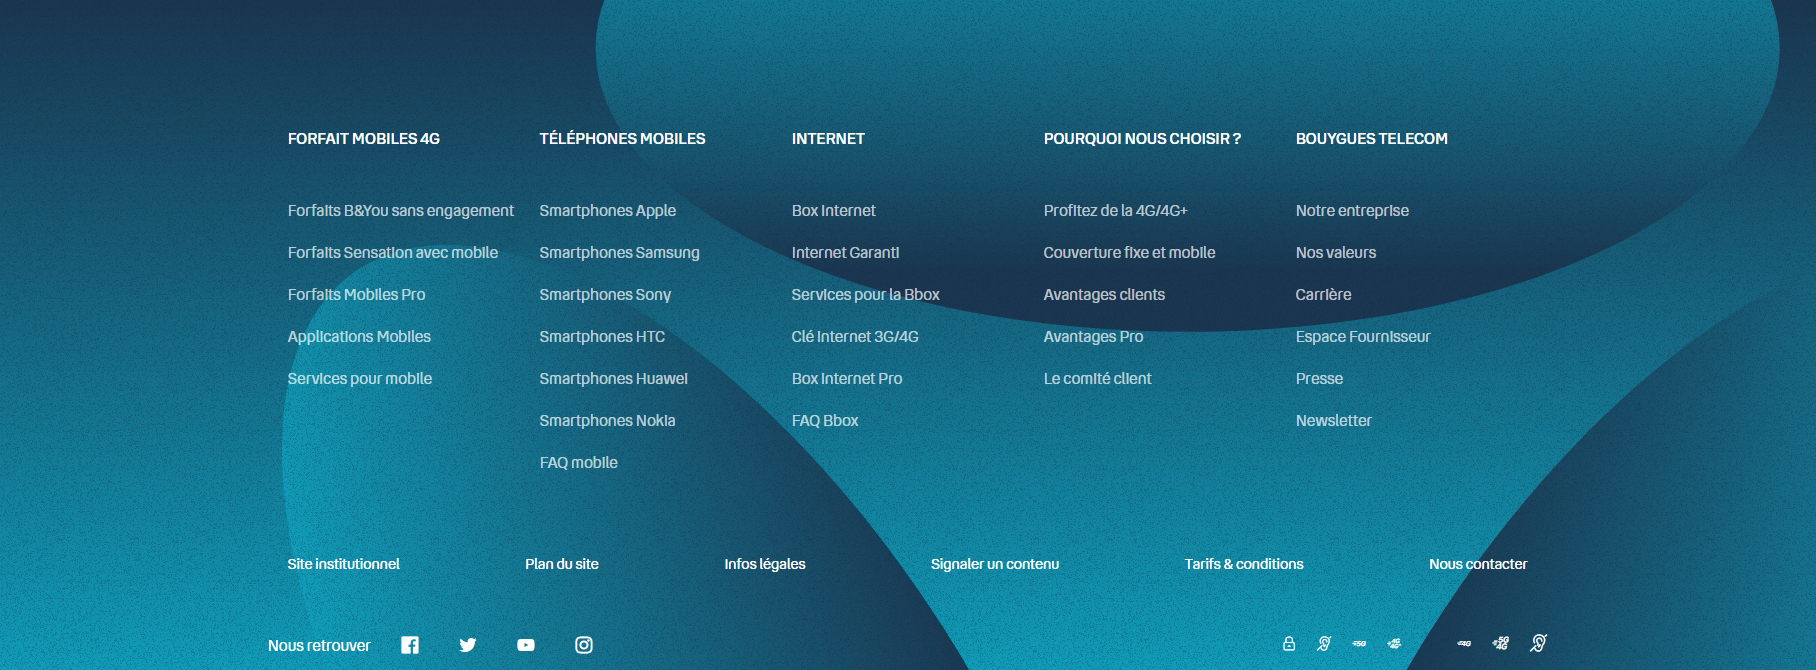 FORFAIT MOBILES 4G
Forfaits B&You sans engagement
Forfaits Sensation avec mobile
Forfaits Mobiles Pro
Applications Mobiles
Services pour mobile
TÉLÉPHONES MOBILES
Smartphones Apple
Smartphones Samsung
Smartphones Sony
Smartphones HTC
Smartphones Huawei
Smartphones Nokia
FAQ mobile
INTERNET
Box internet
Internet Garanti
Services pour la Bbox
Clé internet 3G/4G
Box internet Pro
FAQ Bbox
POURQUOI NOUS CHOISIR ?
Profitez de la 4G/4G+
Couverture fixe et mobile
Avantages clients
Avantages Pro
Le comité client
BOUYGUES TELECOM
Notre entreprise
Nos valeurs
Carrière
Espace Fournisseur
Presse
Newsletter
Site institutionnel
Plan du site
Infos légales
Signaler un contenu
Tarifs & conditions
Nous contacter
Nous retrouver